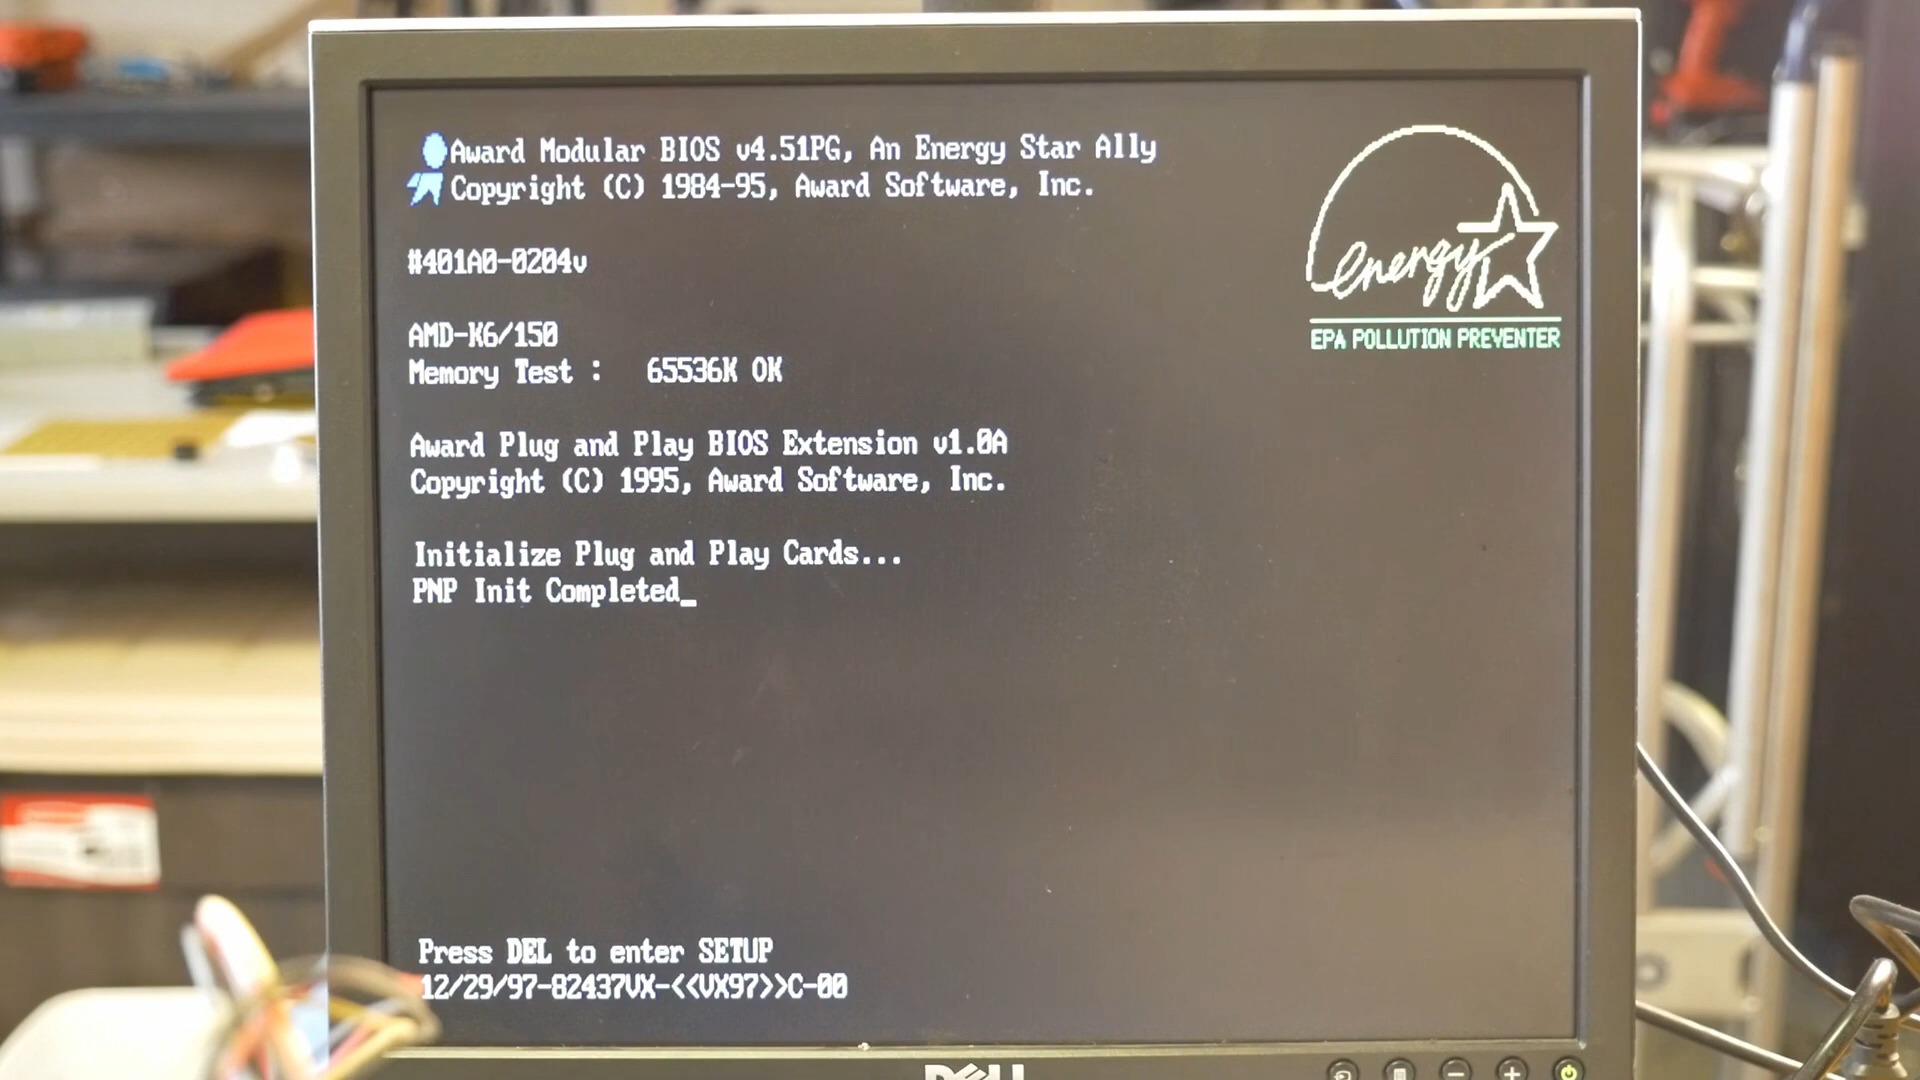 Award Modular BIOS v4.51PG, An Energy Star Ally
Copyright (C) 1984-95, Award Software, Inc.
#401A0-0204v
energy
EPA POLLUTION PREVENTER
AMD-K6/150
Memory Test :   65536K OK
Award Plug and Play BIOS Extension v1.0A
Copyright (C) 1995, Award Software, Inc.
Initialize Plug and Play Cards...
PNP Init Completed_
Press DEL to enter SETUP
12/29/97-82437VX-<<VX97>>C-00
DELL